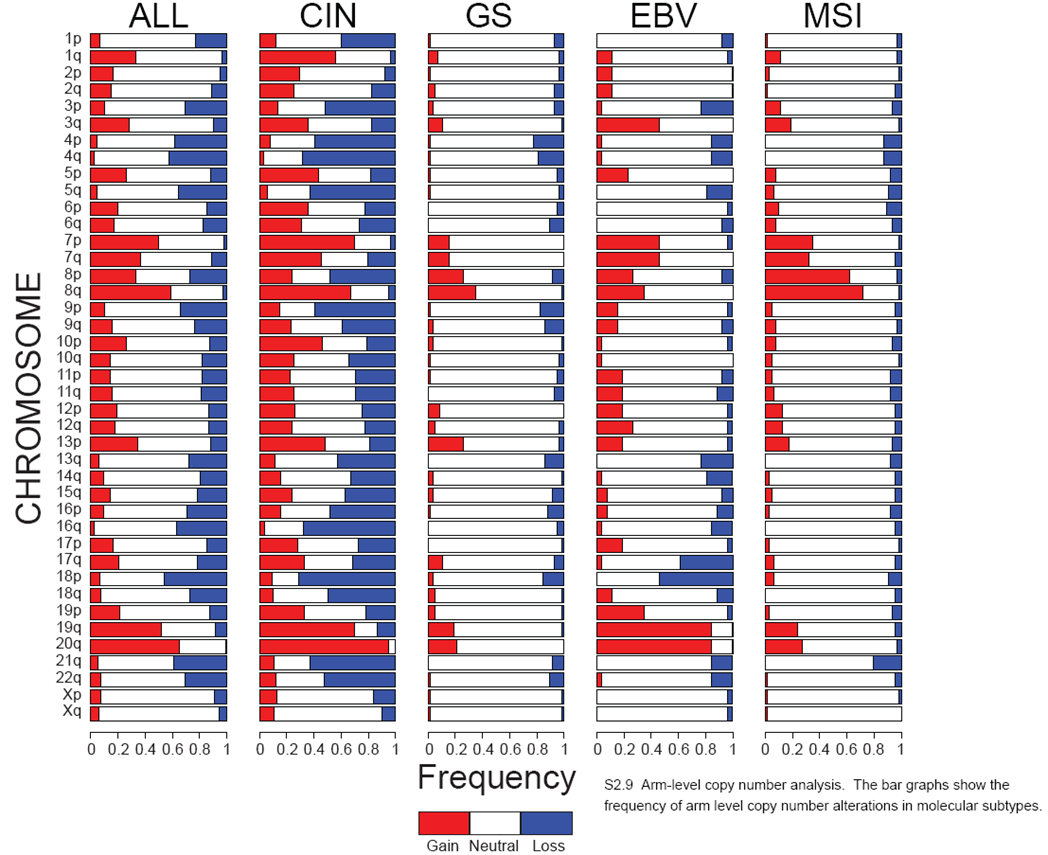 ALL CIN GS EBV MSI
1p
1q
2p
2q
3p
3q
4p
4q
5p
5q
6p
6q
7p
7q
8p
8q
9p
9q
10p
10q
11p
11q
12p
12q
13p
13q
14q
15q
16p
16q
17p
17q
18p
18q
19p
19q
20q
21q
22q
Xp
Xq
CHROMOSOME
0 0.2 0.4 0.6 0.8 1 0 0.2 0.4 0.6 0.8 1 0 0.2 0.4 0.6 0.8 1 0 0.2 0.4 0.6 0.8 1 0 0.2 0.4 0.6 0.8 1
Frequency
Gain Neutral Loss
S2.9 Arm-level copy number analysis. The bar graphs show the
frequency of arm level copy number alterations in molecular subtypes.